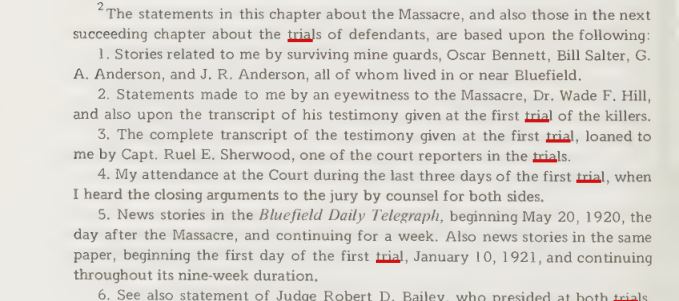 ²The statements in this chapter about the Massacre, and also those in the next
succeeding chapter about the trials of defendants, are based upon the following:
1. Stories related to me by surviving mine guards, Oscar Bennett, Bill Salter, G.
A. Anderson, and J. R. Anderson, all of whom lived in or near Bluefield.
2. Statements made to me by an eyewitness to the Massacre, Dr. Wade F. Hill,
and also upon the transcript of his testimony given at the first trial of the killers.
3. The complete transcript of the testimony given at the first trial, loaned to
me by Capt. Ruel E. Sherwood, one of the court reporters in the trials.
4. My attendance at the Court during the last three days of the first trial, when
I heard the closing arguments to the jury by counsel for both sides.
5. News stories in the Bluefield Daily Telegraph, beginning May 20, 1920, the
day after the Massacre, and continuing for a week. Also news stories in the same
paper, beginning the first day of the first trial, January 10, 1921, and continuing
throughout its nine-week duration.
6. See also statement of Judge Robert D. Bailey, who presided at both trials,